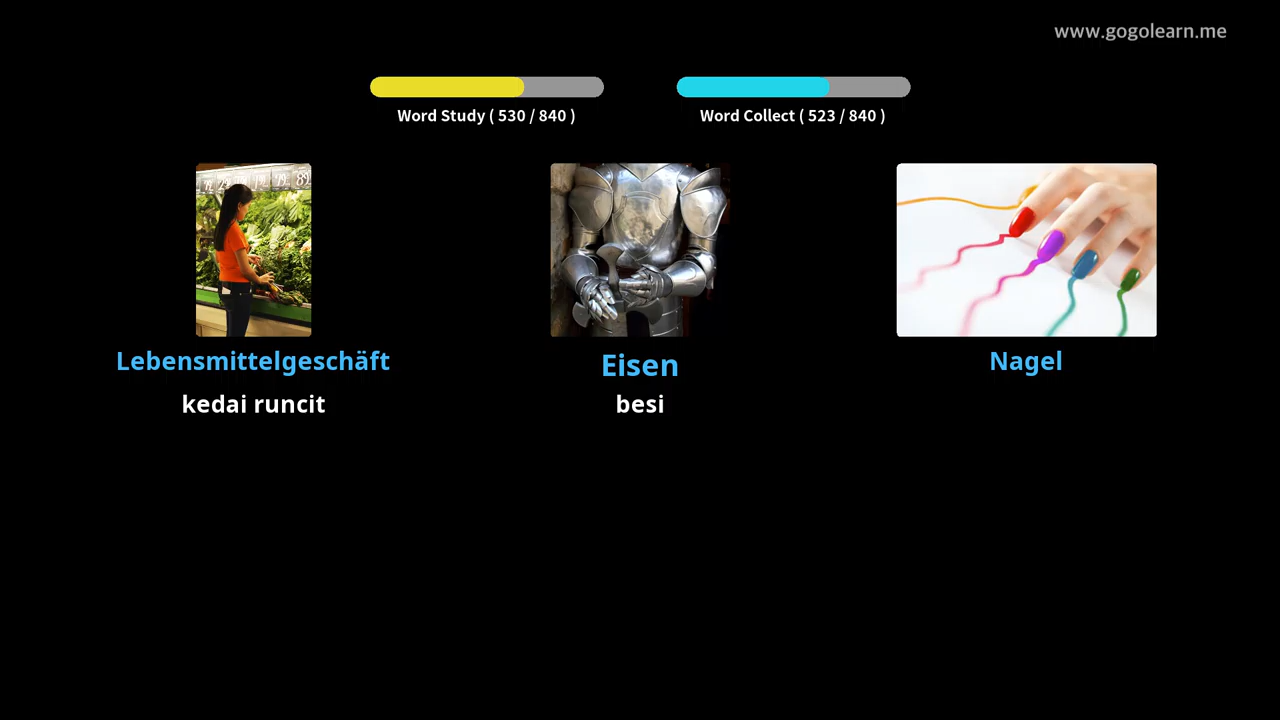 www.gogolearn.me
Word Study ( 530 / 840 )
Word Collect ( 523 / 840 )
Lebensmittelgeschäft
kedai runcit
Eisen
besi
Nagel